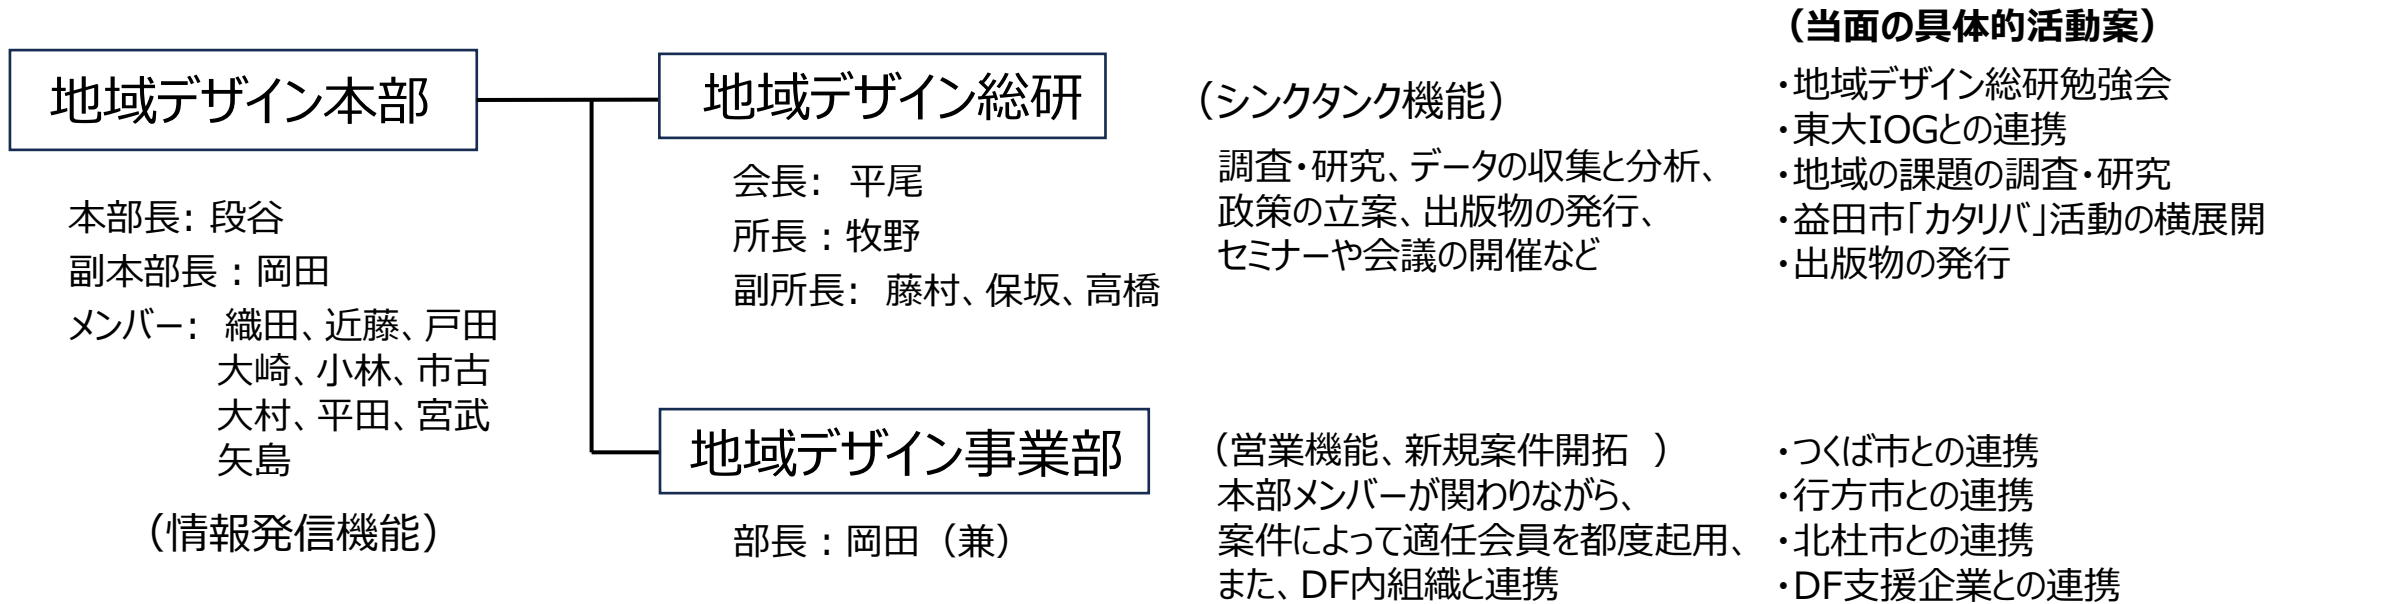 地域デザイン本部
本部長：段谷
副本部長：岡田
メンバー： 織田、近藤、戸田
大崎、小林、市古
大村、平田、宮武
矢島
（情報発信機能）
地域デザイン総研
会長： 平尾
所長：牧野
副所長： 藤村、保坂、高橋
（シンクタンク機能）
調査・研究、データの収集と分析、
政策の立案、出版物の発行、
セミナーや会議の開催など
（当面の具体的活動案）
・地域デザイン総研勉強会
・東大IOGとの連携
・地域の課題の調査・研究
・益田市「カタリバ」活動の横展開
・出版物の発行
地域デザイン事業部
部長：岡田（兼）
（営業機能、新規案件開拓 ）
本部メンバーが関わりながら、
案件によって適任会員を都度起用、
また、DF内組織と連携
・つくば市との連携
・行方市との連携
・北杜市との連携
・DF支援企業との連携